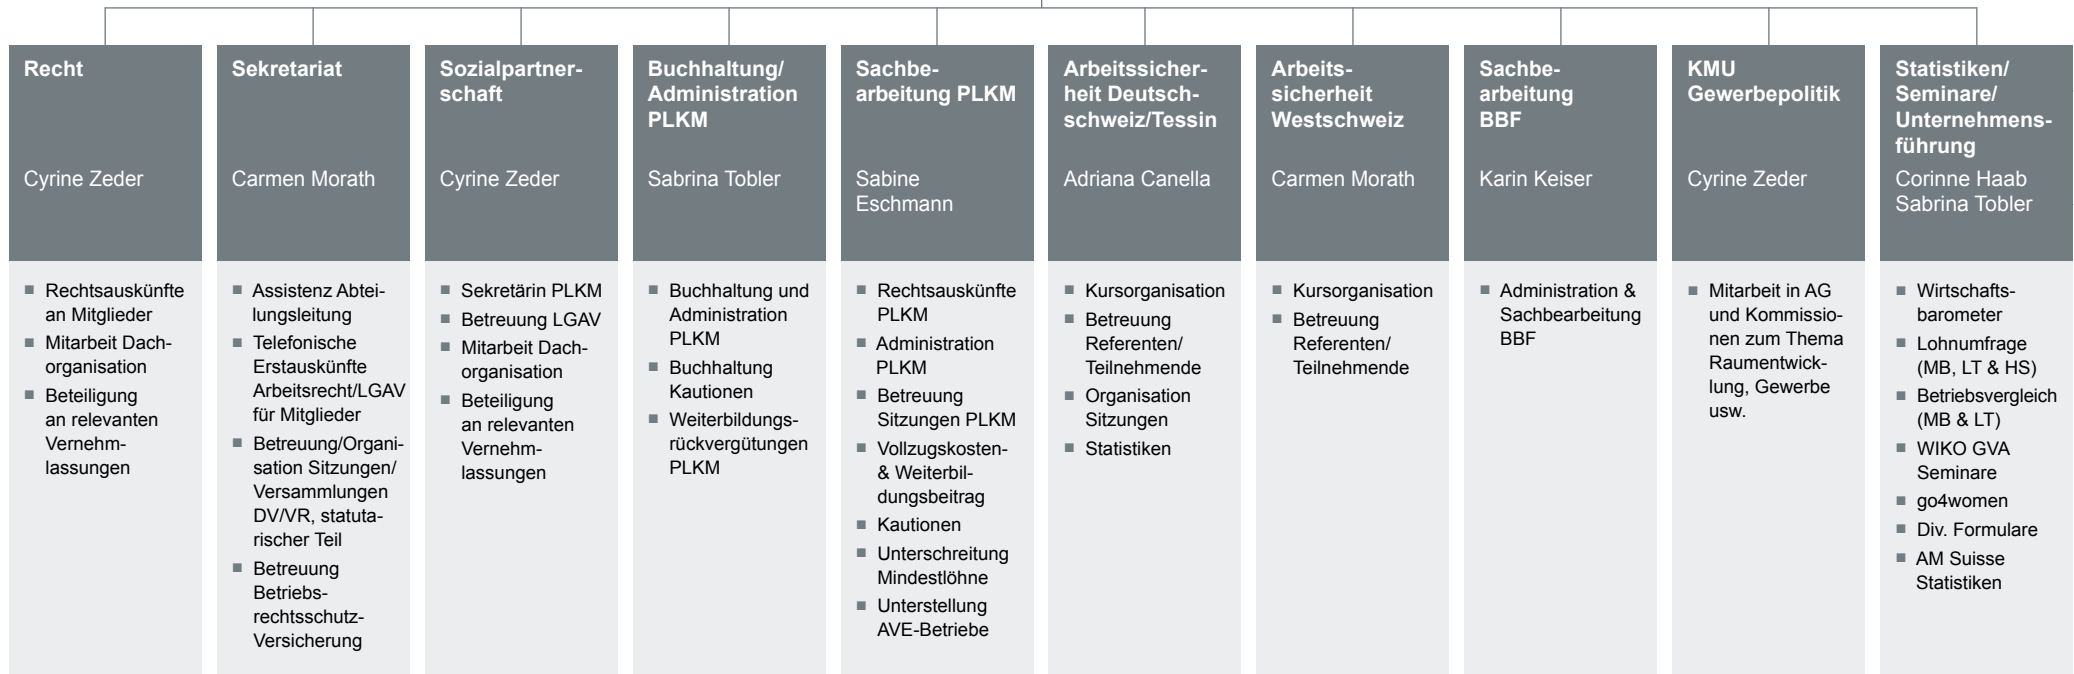 Recht
Cyrine Zeder
Rechtsauskünfte
an Mitglieder
Mitarbeit Dach-
organisation
Beteiligung
an relevanten
Vernehm-
lassungen
Sekretariat
Carmen Morath
Assistenz Abtei-
lungsleitung
Telefonische
Erstauskünfte
Arbeitsrecht/LGAV
für Mitglieder
Betreuung/Organi-
sation Sitzungen/
Versammlungen
DV/VR, statuta-
rischer Teil
Betreuung
Betriebs-
rechtsschutz-
Versicherung
Sozialpartner-
schaft
Cyrine Zeder
Sekretärin PLKM
Betreuung LGAV
Mitarbeit Dach-
organisation
Beteiligung
an relevanten
Vernehm-
lassungen
Buchhaltung/
Administration
PLKM
Sabrina Tobler
Buchhaltung und
Administration
PLKM
Buchhaltung
Kautionen
Weiterbildungs-
rückvergütungen
PLKM
Sachbe-
arbeitung PLKM
Sabine
Eschmann
Rechtsauskünfte
PLKM
Administration
PLKM
Betreuung
Sitzungen PLKM
Vollzugskosten-
& Weiterbil-
dungsbeitrag
Kautionen
Unterschreitung
Mindestlöhne
Unterstellung
AVE-Betriebe
Arbeitssicher-
heit Deutsch-
schweiz/Tessin
Adriana Canella
Kursorganisation
Betreuung
Referenten/
Teilnehmende
Organisation
Sitzungen
Statistiken
Arbeits-
sicherheit
Westschweiz
Carmen Morath
Kursorganisation
Betreuung
Referenten/
Teilnehmende
Sachbe-
arbeitung
BBF
Karin Keiser
Administration &
Sachbearbeitung
BBF
KMU
Gewerbepolitik
Cyrine Zeder
Mitarbeit in AG
und Kommissio-
nen zum Thema
Raumentwick-
lung, Gewerbe
usw.
Statistiken/
Seminare/
Unternehmens-
führung
Corinne Haab
Sabrina Tobler
Wirtschafts-
barometer
Lohnumfrage
(MB, LT & HS)
Betriebsvergleich
(MB & LT)
WIKO GVA
Seminare
go4women
Div. Formulare
AM Suisse
Statistiken